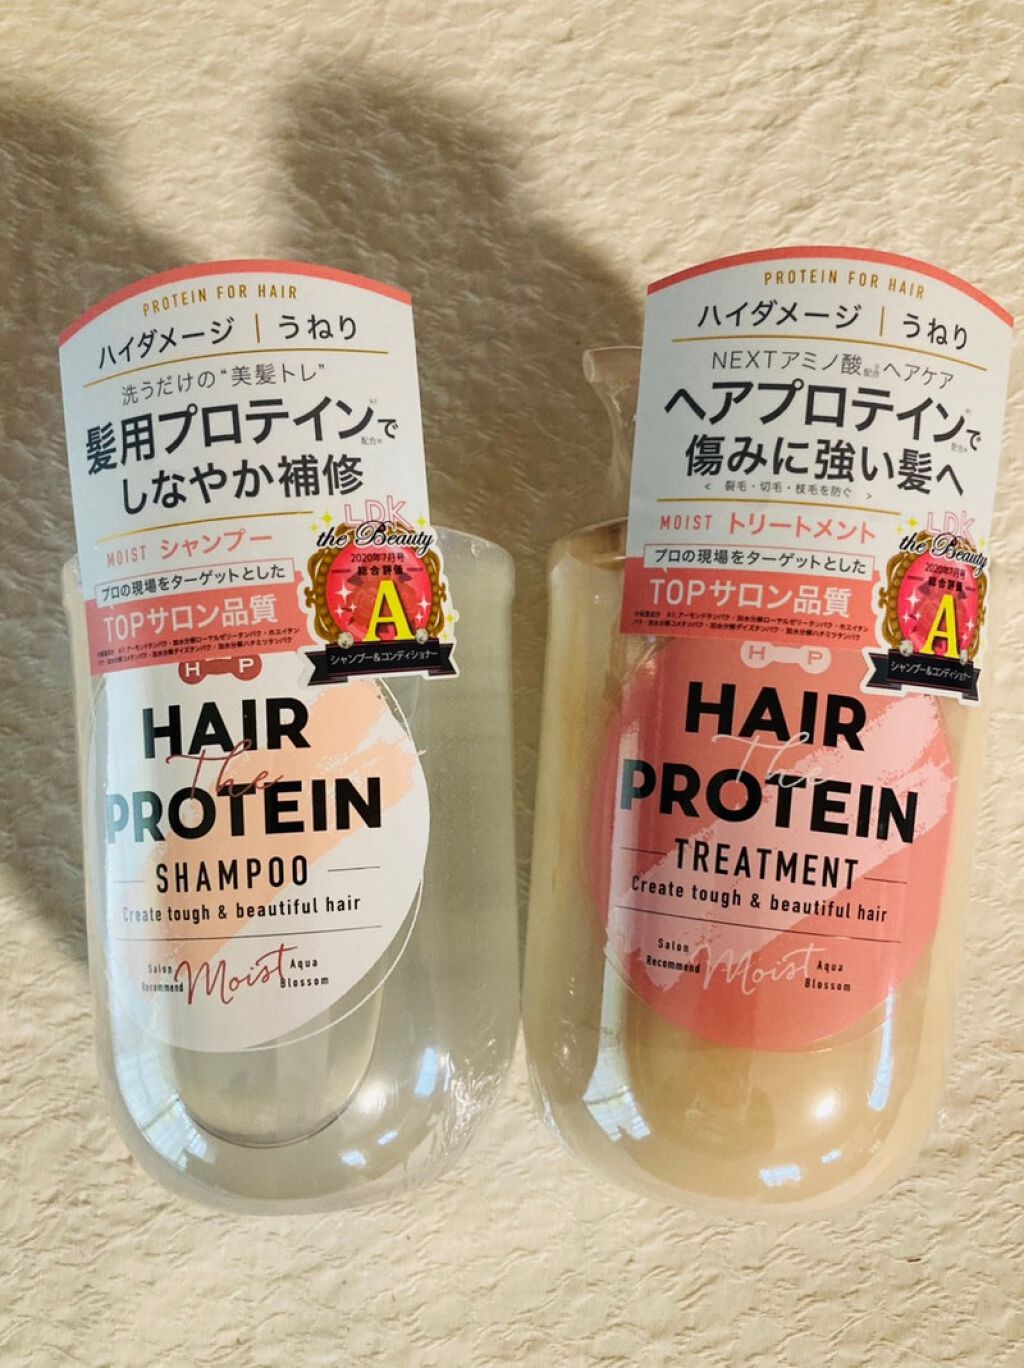 PROTEIN FOR HAIR
ハイダメージ | うねり
洗うだけの“美髪トレ”
髪用プロテインで
配合
しなやか補修
MOIST シャンプー
プロの現場をターゲットとした
TOPサロン品質
LDK
the Beauty
2020年7月号
総合評価
A
シャンプー&コンディショナー
H P
HAIR
The
PROTEIN
SHAMPOO
Create tough & beautiful hair
Salon
Recommend
Moist
Aqua
Blossom
PROTEIN FOR HAIR
ハイダメージ | うねり
NEXTアミノ酸配合ヘアケア
ヘアプロテインで
配合
傷みに強い髪へ
< 裂毛・切毛・枝毛を防ぐ >
MOIST トリートメント
プロの現場をターゲットとした
TOPサロン品質
LDK
the Beauty
2020年7月号
総合評価
A
シャンプー&コンディショナー
H P
HAIR
The
PROTEIN
TREATMENT
Create tough & beautiful hair
Salon
Recommend
Moist
Aqua
Blossom